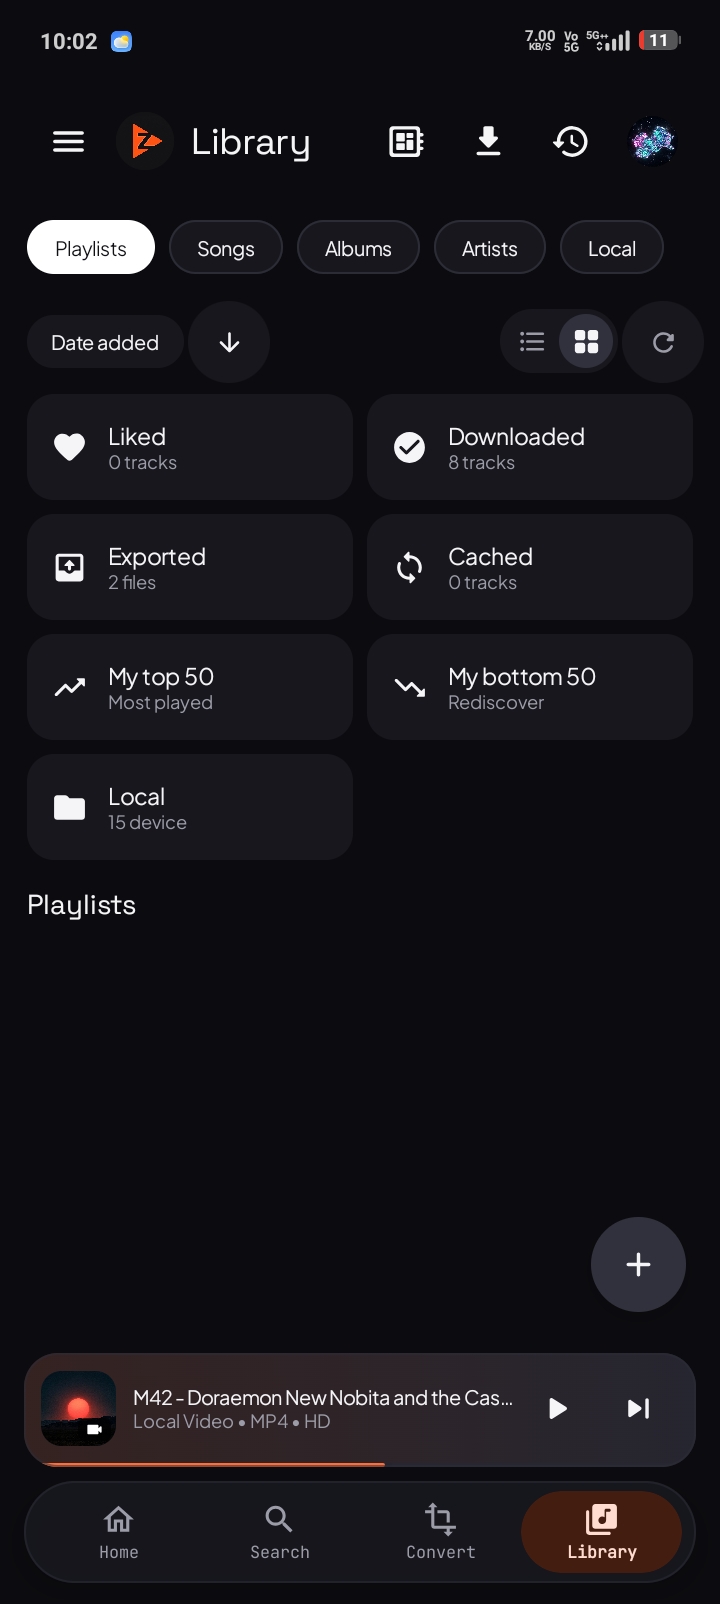 10:02
7.00 KB/S Vo 5G 5G++ 11
Library
Playlists Songs Albums Artists Local
Date added
Liked
0 tracks
Downloaded
8 tracks
Exported
2 files
Cached
0 tracks
My top 50
Most played
My bottom 50
Rediscover
Local
15 device
Playlists
M42 - Doraemon New Nobita and the Cas...
Local Video • MP4 • HD
Home Search Convert Library